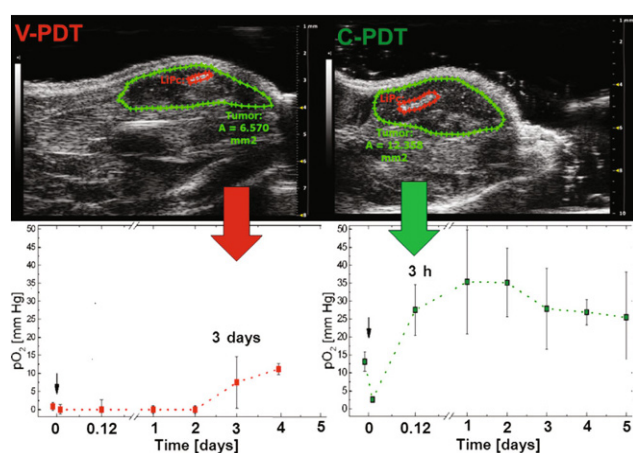 V-PDT
C-PDT
1 mm
LiPc
Tumor:
A = 6.570
mm2
LiPc
Tumor:
mm2
50
45
40
35
30
25
20
15
10
5
0
pO2 [mm Hg]
3 days
0 0.12 1 2 3 4 5
Time [days]
50
45
40
35
30
25
20
15
10
5
0
pO2 [mm Hg]
3 h
0 0.12 1 2 3 4 5
Time [days]